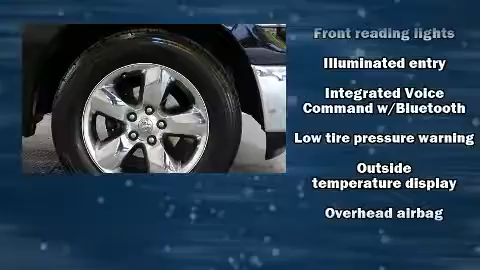 Front reading lights
Illuminated entry
Integrated Voice
Command w/Bluetooth
Low tire pressure warning
Outside
temperature display
Overhead airbag